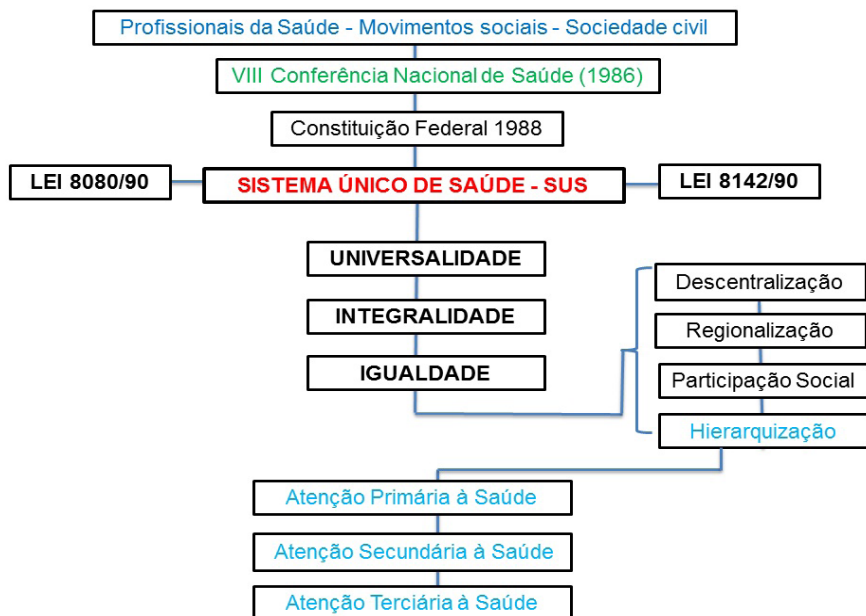 Profissionais da Saúde - Movimentos sociais - Sociedade civil
VIII Conferência Nacional de Saúde (1986)
Constituição Federal 1988
LEI 8080/90
SISTEMA ÚNICO DE SAÚDE - SUS
LEI 8142/90
UNIVERSALIDADE
INTEGRALIDADE
IGUALDADE
Descentralização
Regionalização
Participação Social
Hierarquização
Atenção Primária à Saúde
Atenção Secundária à Saúde
Atenção Terciária à Saúde